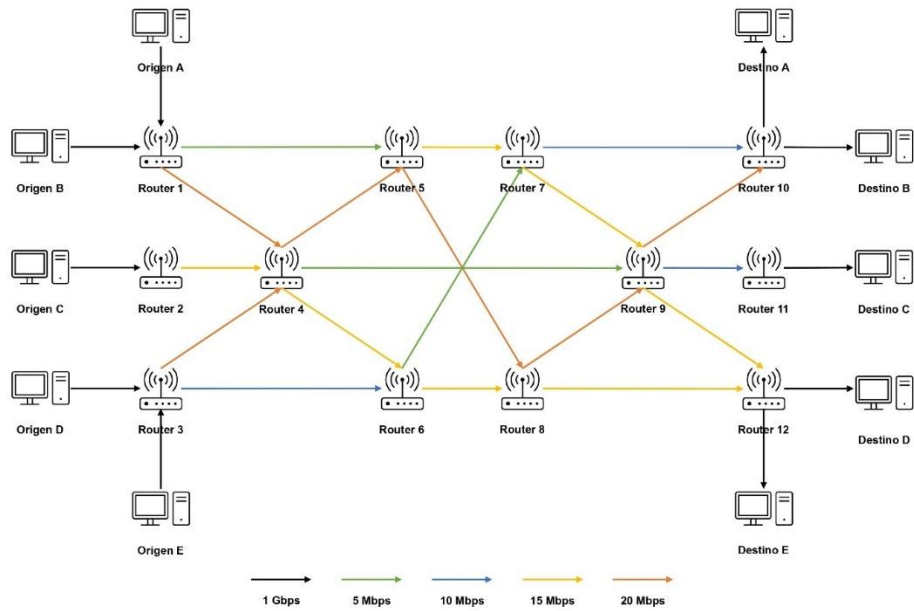 Origen A
Destino A
Origen B
Router 1
Router 5
Router 7
Router 10
Destino B
Origen C
Router 2
Router 4
Router 9
Router 11
Destino C
Origen D
Router 3
Router 6
Router 8
Router 12
Destino D
Origen E
Destino E
1 Gbps
5 Mbps
10 Mbps
15 Mbps
20 Mbps